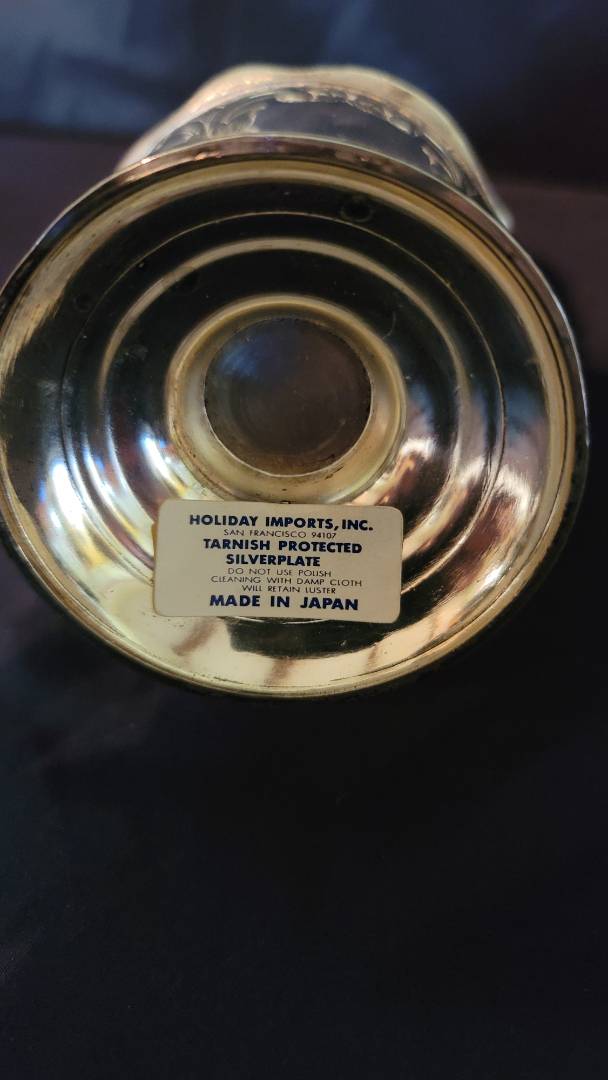 HOLIDAY IMPORTS, INC.
SAN FRANCISCO 94107
TARNISH PROTECTED
SILVERPLATE
DO NOT USE POLISH
CLEANING WITH DAMP CLOTH
WILL RETAIN LUSTER
MADE IN JAPAN